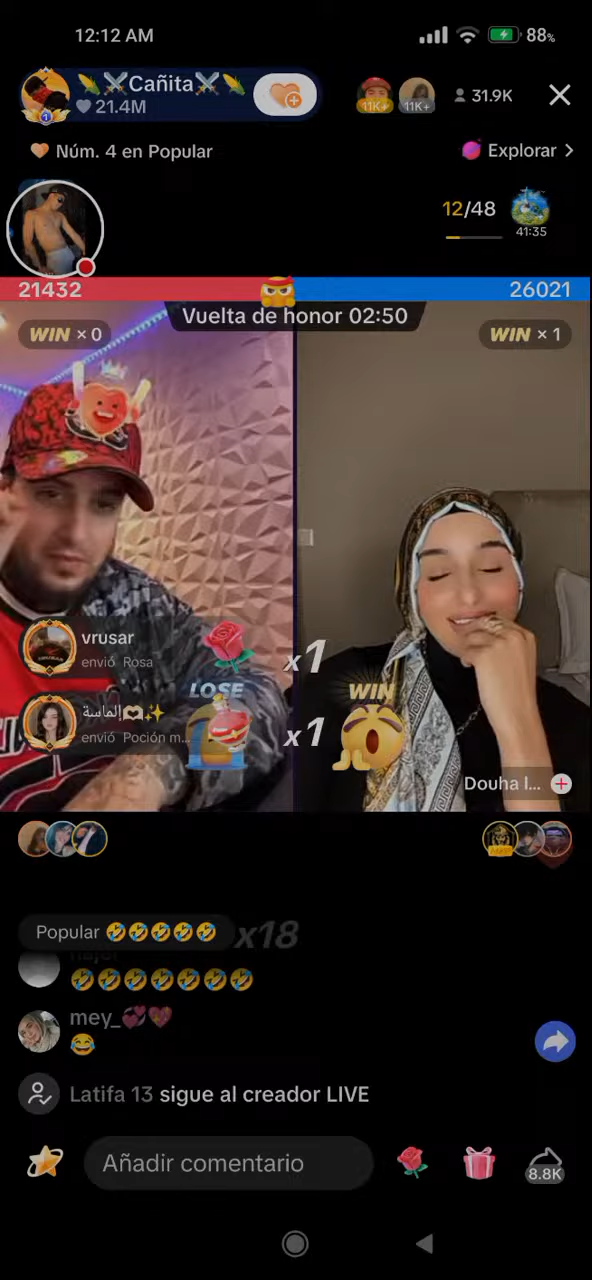 12:12 AM
88%
🌽⚔️Cañita⚔️🌽
21.4M
11K+
11K+
31.9K
Núm. 4 en Popular
Explorar
12/48
41:35
21432
26021
Vuelta de honor 02:50
WIN × 0
WIN × 1
vrusar
envió Rosa
x1
LOSE
WIN
إلماسة🫶✨
envió Poción m...
x1
Douha l...
Popular 🤣🤣🤣🤣🤣
x18
🤣🤣🤣🤣🤣🤣🤣
mey_💞💖
😂
Latifa 13 sigue al creador LIVE
Añadir comentario
8.8K